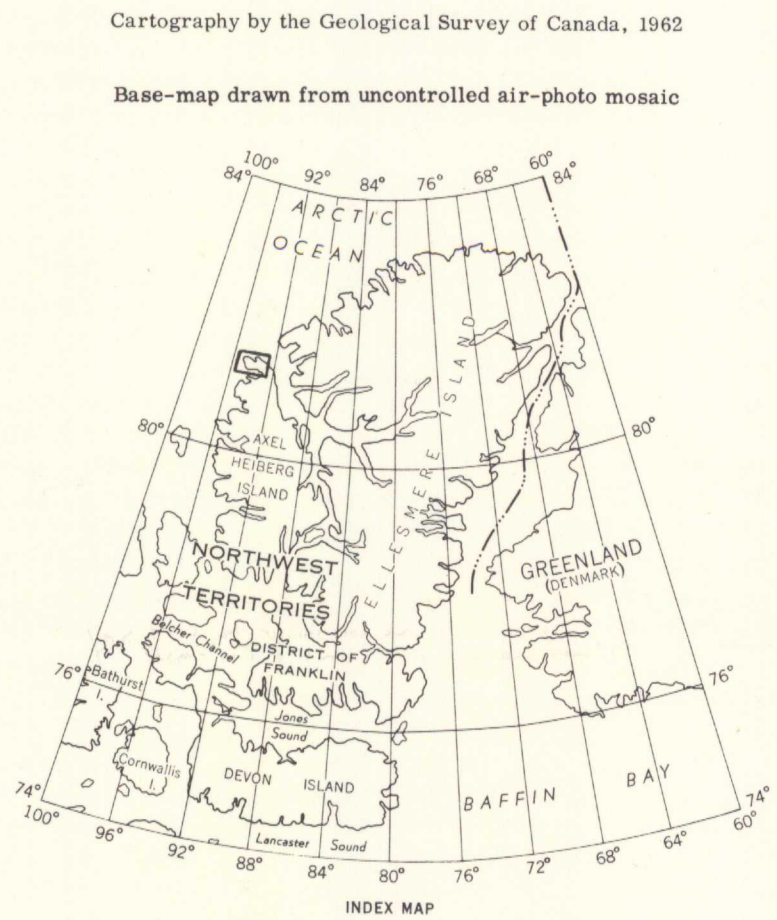 Cartography by the Geological Survey of Canada, 1962
Base-map drawn from uncontrolled air-photo mosaic
100°
92°
84°
76°
68°
60°
84°
84°
ARCTIC
OCEAN
ELLESMERE ISLAND
80°
80°
AXEL
HEIBERG
ISLAND
NORTHWEST
TERRITORIES
GREENLAND
(DENMARK)
Belcher Channel
DISTRICT OF
FRANKLIN
76°
76°
Bathurst
I.
Jones
Sound
Cornwallis
I.
DEVON ISLAND
BAFFIN BAY
Lancaster Sound
74°
74°
100°
96°
92°
88°
84°
80°
76°
72°
68°
64°
60°
INDEX MAP